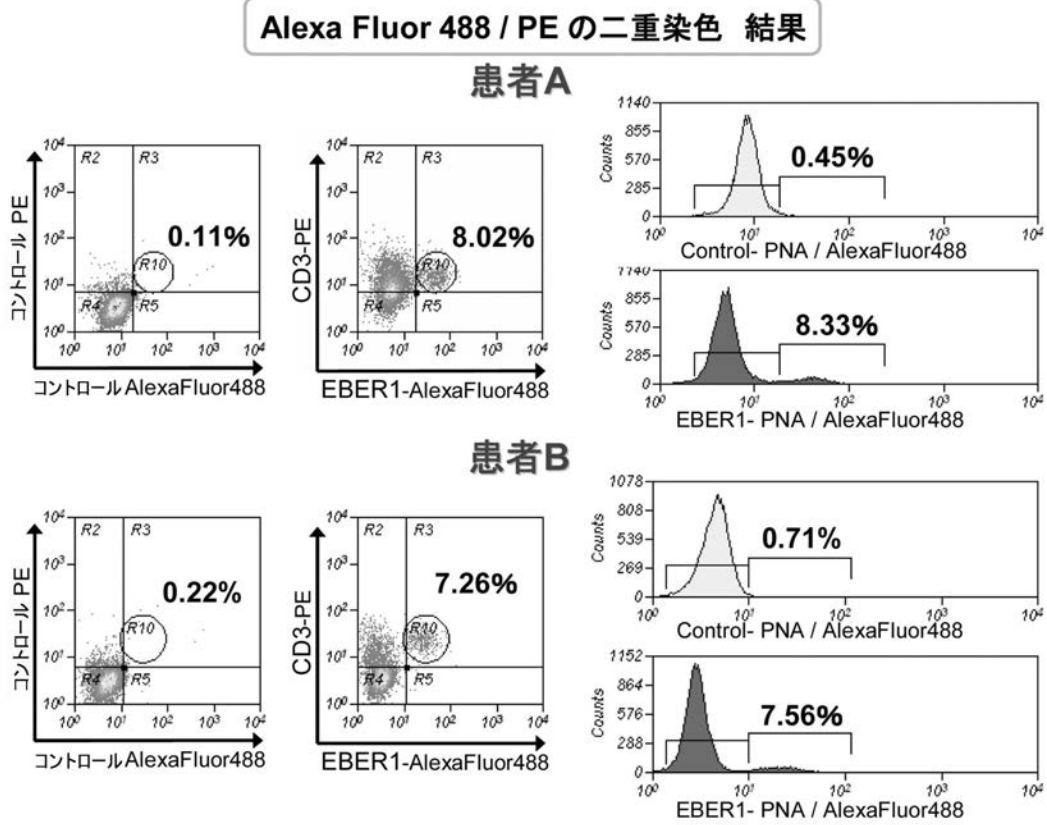 Alexa Fluor 488 / PE の二重染色 結果
患者A
コントロール PE
10⁴
10³
10²
10¹
10⁰
R2
R3
0.11%
R10
R4
R5
10⁰ 10¹ 10² 10³ 10⁴
コントロール AlexaFluor488
CD3-PE
10⁴
10³
10²
10¹
10⁰
R2
R3
8.02%
R10
R4
R5
10⁰ 10¹ 10² 10³ 10⁴
EBER1-AlexaFluor488
Counts
1140
855
570
285
0
0.45%
10⁰ 10¹ 10² 10³ 10⁴
Control- PNA / AlexaFluor488
Counts
1140
855
570
285
0
8.33%
10⁰ 10¹ 10² 10³ 10⁴
EBER1- PNA / AlexaFluor488
患者B
コントロール PE
10⁴
10³
10²
10¹
10⁰
R2
R3
0.22%
R10
R4
R5
10⁰ 10¹ 10² 10³ 10⁴
コントロール AlexaFluor488
CD3-PE
10⁴
10³
10²
10¹
10⁰
R2
R3
7.26%
R10
R4
R5
10⁰ 10¹ 10² 10³ 10⁴
EBER1-AlexaFluor488
Counts
1078
808
539
269
0
0.71%
10⁰ 10¹ 10² 10³ 10⁴
Control- PNA / AlexaFluor488
Counts
1152
864
576
288
0
7.56%
10⁰ 10¹ 10² 10³ 10⁴
EBER1- PNA / AlexaFluor488